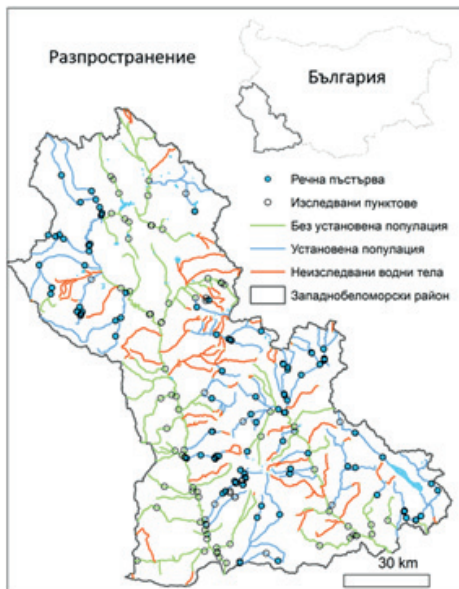 Разпространение
България
Речна пъстърва
Изследвани пунктове
Без установена популация
Установена популация
Неизследвани водни тела
Западнобеломорски район
30 km